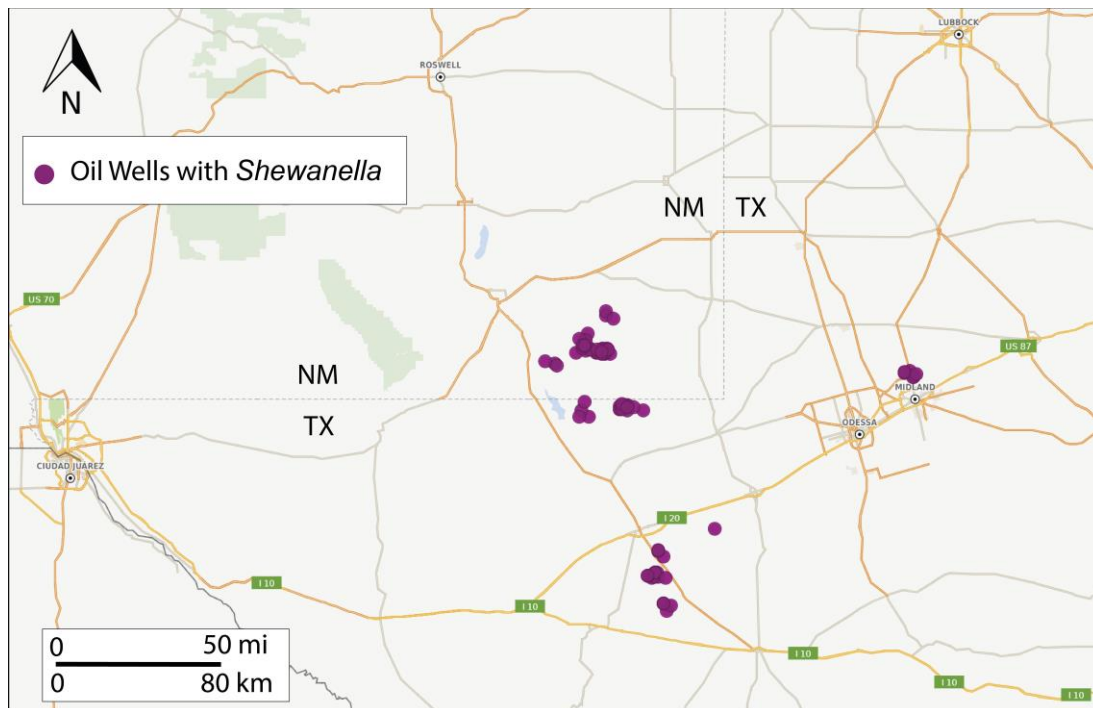 LUBBOCK
ROSWELL
N
Oil Wells with Shewanella
NM TX
US 70
US 87
NM
MIDLAND
TX
ODESSA
CIUDAD JUAREZ
I 20
I 10
I 10
0 50 mi
I 10
0 80 km
I 10
I 10